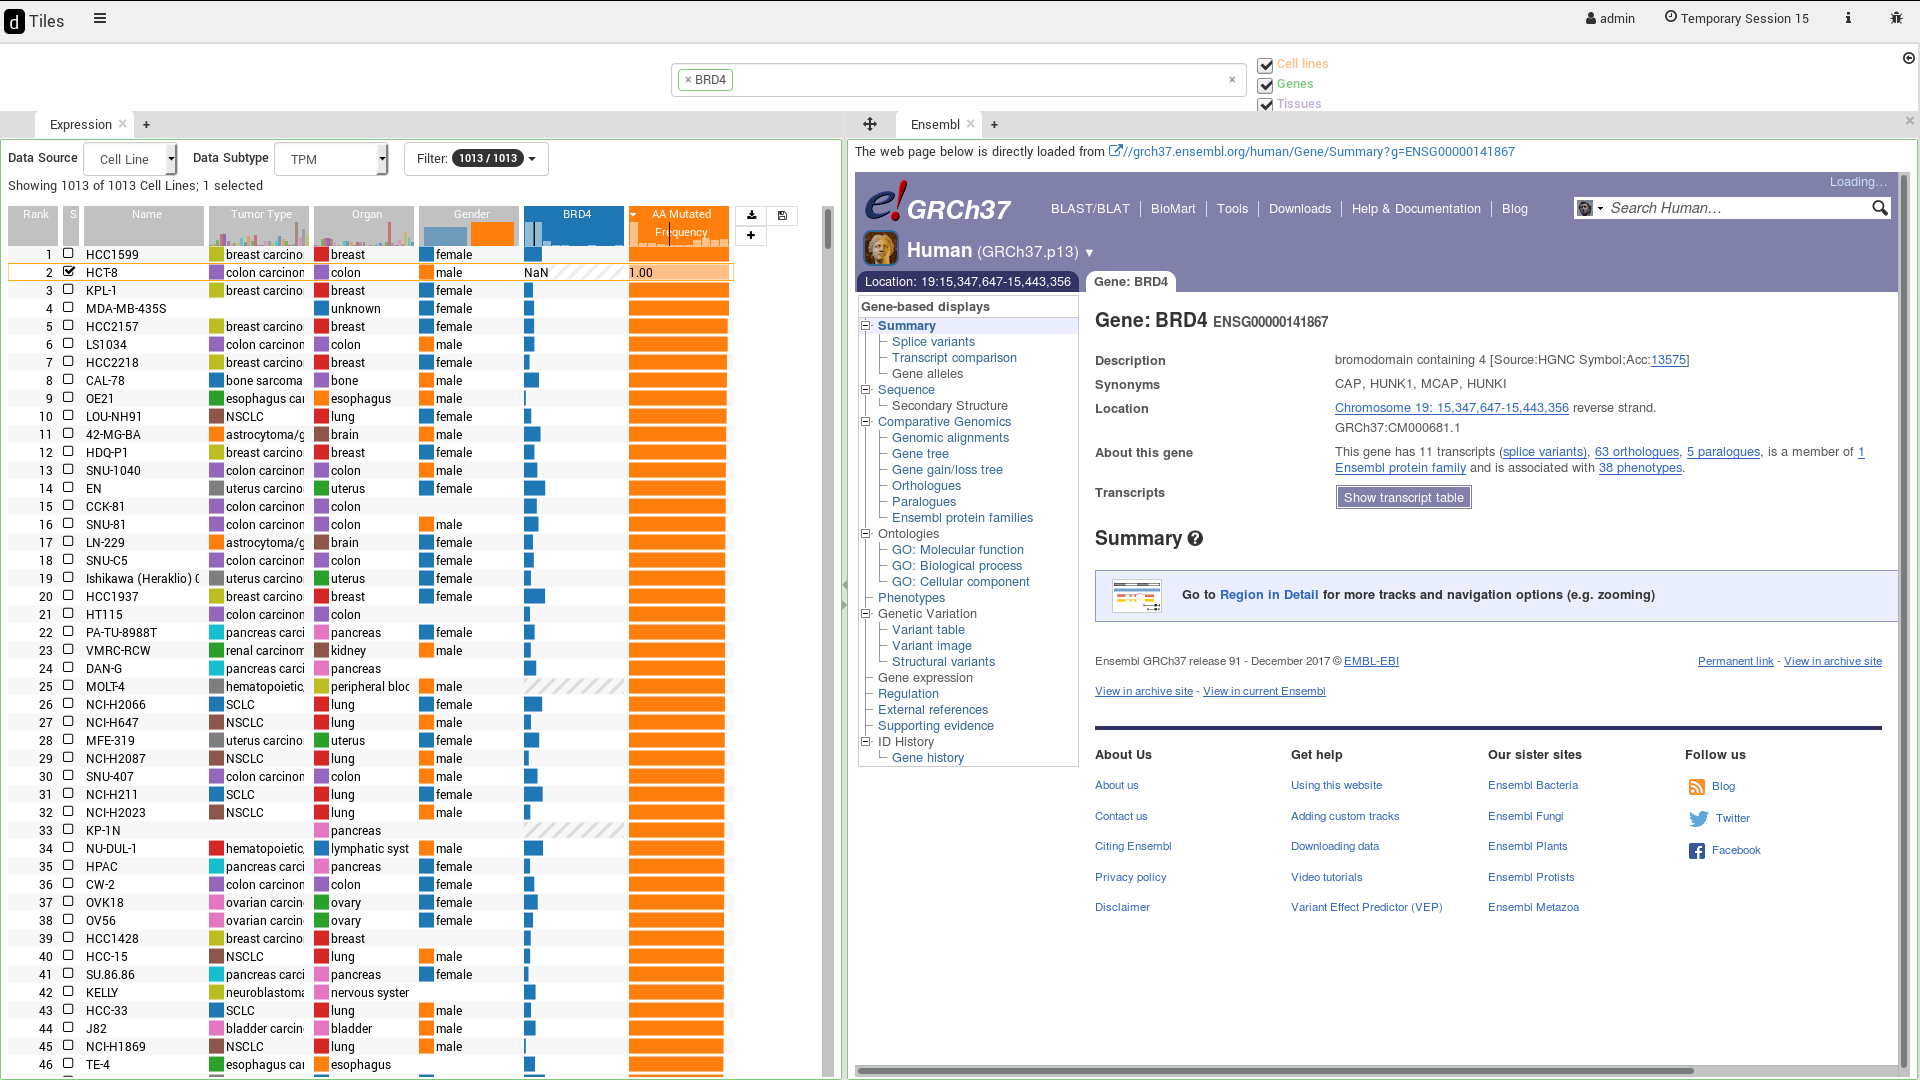 d Tiles
admin
Temporary Session 15
× BRD4
×
Cell lines
Genes
Tissues
Expression × +
Data Source Cell Line Data Subtype TPM Filter: 1013 / 1013
Showing 1013 of 1013 Cell Lines; 1 selected
Rank S Name Tumor Type Organ Gender BRD4 AA Mutated Frequency
1 HCC1599 breast carcino breast female
2 HCT-8 colon carcinon colon male NaN 1.00
3 KPL-1 breast carcino breast female
4 MDA-MB-435S unknown female
5 HCC2157 breast carcino breast female
6 LS1034 colon carcinon colon male
7 HCC2218 breast carcino breast female
8 CAL-78 bone sarcoma bone male
9 OE21 esophagus car esophagus male
10 LOU-NH91 NSCLC lung female
11 42-MG-BA astrocytoma/g brain male
12 HDQ-P1 breast carcino breast female
13 SNU-1040 colon carcinon colon male
14 EN uterus carcino uterus female
15 CCK-81 colon carcinon colon
16 SNU-81 colon carcinon colon male
17 LN-229 astrocytoma/g brain female
18 SNU-C5 colon carcinon colon female
19 Ishikawa (Heraklio) 0 uterus carcino uterus female
20 HCC1937 breast carcino breast female
21 HT115 colon carcinon colon
22 PA-TU-8988T pancreas carci pancreas female
23 VMRC-RCW renal carcinom kidney male
24 DAN-G pancreas carci pancreas
25 MOLT-4 hematopoietic, peripheral bloc male
26 NCI-H2066 SCLC lung female
27 NCI-H647 NSCLC lung male
28 MFE-319 uterus carcino uterus female
29 NCI-H2087 NSCLC lung male
30 SNU-407 colon carcinon colon male
31 NCI-H211 SCLC lung female
32 NCI-H2023 NSCLC lung male
33 KP-1N pancreas
34 NU-DUL-1 hematopoietic, lymphatic syst male
35 HPAC pancreas carci pancreas female
36 CW-2 colon carcinon colon female
37 OVK18 ovarian carcin ovary female
38 OV56 ovarian carcin ovary female
39 HCC1428 breast carcino breast
40 HCC-15 NSCLC lung male
41 SU.86.86 pancreas carci pancreas female
42 KELLY neuroblastoma nervous syster
43 HCC-33 SCLC lung male
44 J82 bladder carcin bladder male
45 NCI-H1869 NSCLC lung male
46 TE-4 esophagus car esophagus
Ensembl × +
×
The web page below is directly loaded from //grch37.ensembl.org/human/Gene/Summary?g=ENSG00000141867
Loading…
e! GRCh37 BLAST/BLAT BioMart Tools Downloads Help & Documentation Blog Search Human…
Human (GRCh37.p13) ▼
Location: 19:15,347,647-15,443,356 Gene: BRD4
Gene-based displays
Summary
Splice variants
Transcript comparison
Gene alleles
Sequence
Secondary Structure
Comparative Genomics
Genomic alignments
Gene tree
Gene gain/loss tree
Orthologues
Paralogues
Ensembl protein families
Ontologies
GO: Molecular function
GO: Biological process
GO: Cellular component
Phenotypes
Genetic Variation
Variant table
Variant image
Structural variants
Gene expression
Regulation
External references
Supporting evidence
ID History
Gene history
Gene: BRD4 ENSG00000141867
Description bromodomain containing 4 [Source:HGNC Symbol;Acc:13575]
Synonyms CAP, HUNK1, MCAP, HUNKI
Location Chromosome 19: 15,347,647-15,443,356 reverse strand.
GRCh37:CM000681.1
About this gene This gene has 11 transcripts (splice variants), 63 orthologues, 5 paralogues, is a member of 1
Ensembl protein family and is associated with 38 phenotypes.
Transcripts Show transcript table
Summary ?
Go to Region in Detail for more tracks and navigation options (e.g. zooming)
Ensembl GRCh37 release 91 - December 2017 © EMBL-EBI
Permanent link - View in archive site
View in archive site - View in current Ensembl
About Us Get help Our sister sites Follow us
About us Using this website Ensembl Bacteria Blog
Contact us Adding custom tracks Ensembl Fungi Twitter
Citing Ensembl Downloading data Ensembl Plants Facebook
Privacy policy Video tutorials Ensembl Protists
Disclaimer Variant Effect Predictor (VEP) Ensembl Metazoa